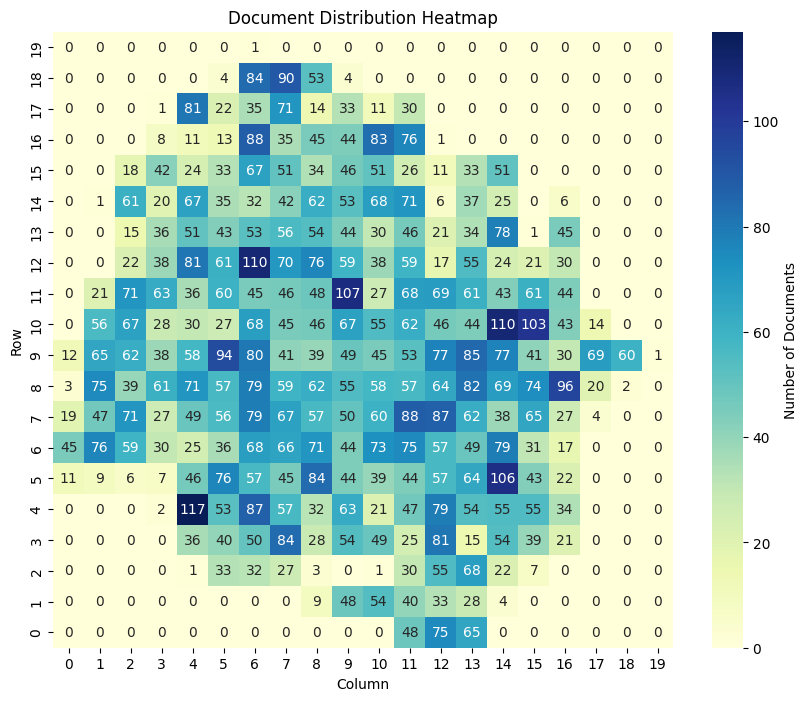 Document Distribution Heatmap
19 0 0 0 0 0 0 1 0 0 0 0 0 0 0 0 0 0 0 0 0
18 0 0 0 0 0 4 84 90 53 4 0 0 0 0 0 0 0 0 0 0
17 0 0 0 1 81 22 35 71 14 33 11 30 0 0 0 0 0 0 0 0
16 0 0 0 8 11 13 88 35 45 44 83 76 1 0 0 0 0 0 0 0
15 0 0 18 42 24 33 67 51 34 46 51 26 11 33 51 0 0 0 0 0
14 0 1 61 20 67 35 32 42 62 53 68 71 6 37 25 0 6 0 0 0
13 0 0 15 36 51 43 53 56 54 44 30 46 21 34 78 1 45 0 0 0
12 0 0 22 38 81 61 110 70 76 59 38 59 17 55 24 21 30 0 0 0
11 0 21 71 63 36 60 45 46 48 107 27 68 69 61 43 61 44 0 0 0
10 0 56 67 28 30 27 68 45 46 67 55 62 46 44 110 103 43 14 0 0
9 12 65 62 38 58 94 80 41 39 49 45 53 77 85 77 41 30 69 60 1
8 3 75 39 61 71 57 79 59 62 55 58 57 64 82 69 74 96 20 2 0
7 19 47 71 27 49 56 79 67 57 50 60 88 87 62 38 65 27 4 0 0
6 45 76 59 30 25 36 68 66 71 44 73 75 57 49 79 31 17 0 0 0
5 11 9 6 7 46 76 57 45 84 44 39 44 57 64 106 43 22 0 0 0
4 0 0 0 2 117 53 87 57 32 63 21 47 79 54 55 55 34 0 0 0
3 0 0 0 0 36 40 50 84 28 54 49 25 81 15 54 39 21 0 0 0
2 0 0 0 0 1 33 32 27 3 0 1 30 55 68 22 7 0 0 0 0
1 0 0 0 0 0 0 0 0 9 48 54 40 33 28 4 0 0 0 0 0
0 0 0 0 0 0 0 0 0 0 0 0 48 75 65 0 0 0 0 0 0
0 1 2 3 4 5 6 7 8 9 10 11 12 13 14 15 16 17 18 19
Column
Row
100
80
60
40
20
0
Number of Documents